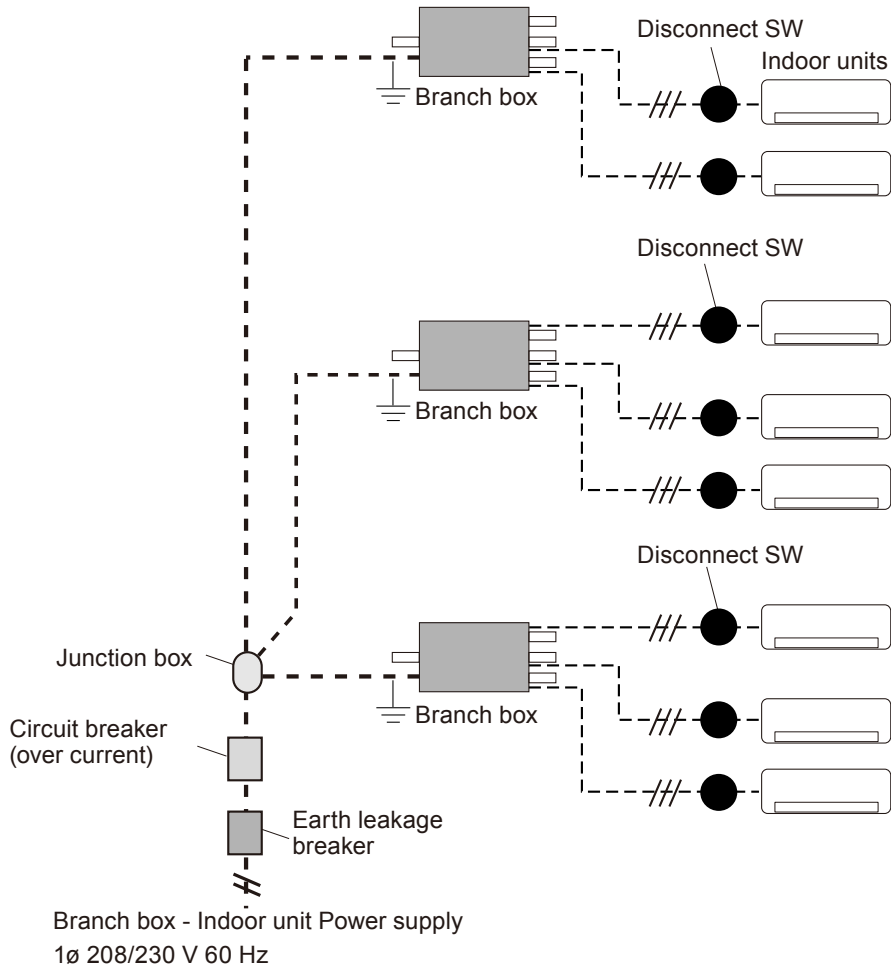 Disconnect SW
Indoor units
Branch box
Disconnect SW
Branch box
Disconnect SW
Junction box
Branch box
Circuit breaker
(over current)
Earth leakage
breaker
Branch box - Indoor unit Power supply
1ø 208/230 V 60 Hz